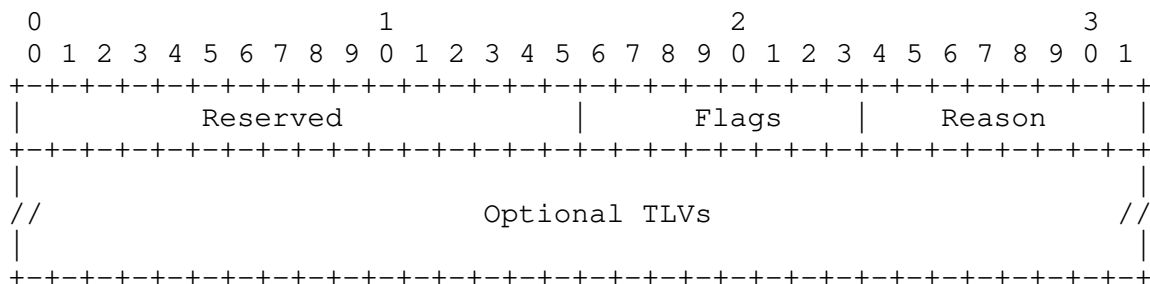 0                   1                   2                   3
 0 1 2 3 4 5 6 7 8 9 0 1 2 3 4 5 6 7 8 9 0 1 2 3 4 5 6 7 8 9 0 1
+-+-+-+-+-+-+-+-+-+-+-+-+-+-+-+-+-+-+-+-+-+-+-+-+-+-+-+-+-+-+-+-+
|          Reserved             |      Flags    |    Reason     |
+-+-+-+-+-+-+-+-+-+-+-+-+-+-+-+-+-+-+-+-+-+-+-+-+-+-+-+-+-+-+-+-+
|                                                               |
//                         Optional TLVs                       //
|                                                               |
+-+-+-+-+-+-+-+-+-+-+-+-+-+-+-+-+-+-+-+-+-+-+-+-+-+-+-+-+-+-+-+-+